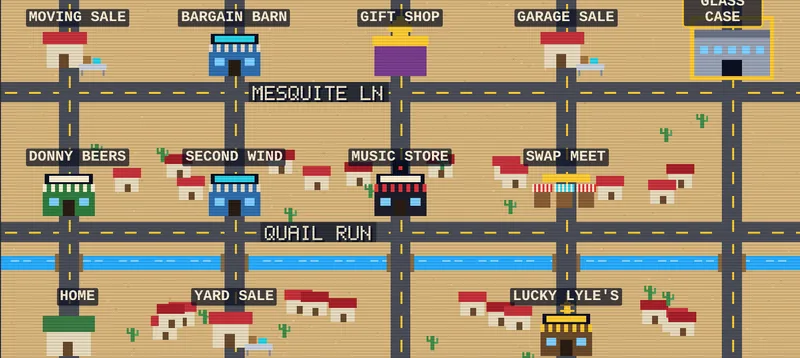 MOVING SALE
BARGAIN BARN
GIFT SHOP
GARAGE SALE
GLASS
CASE
MESQUITE LN
DONNY BEERS
SECOND WIND
MUSIC STORE
SWAP MEET
QUAIL RUN
HOME
YARD SALE
LUCKY LYLE'S